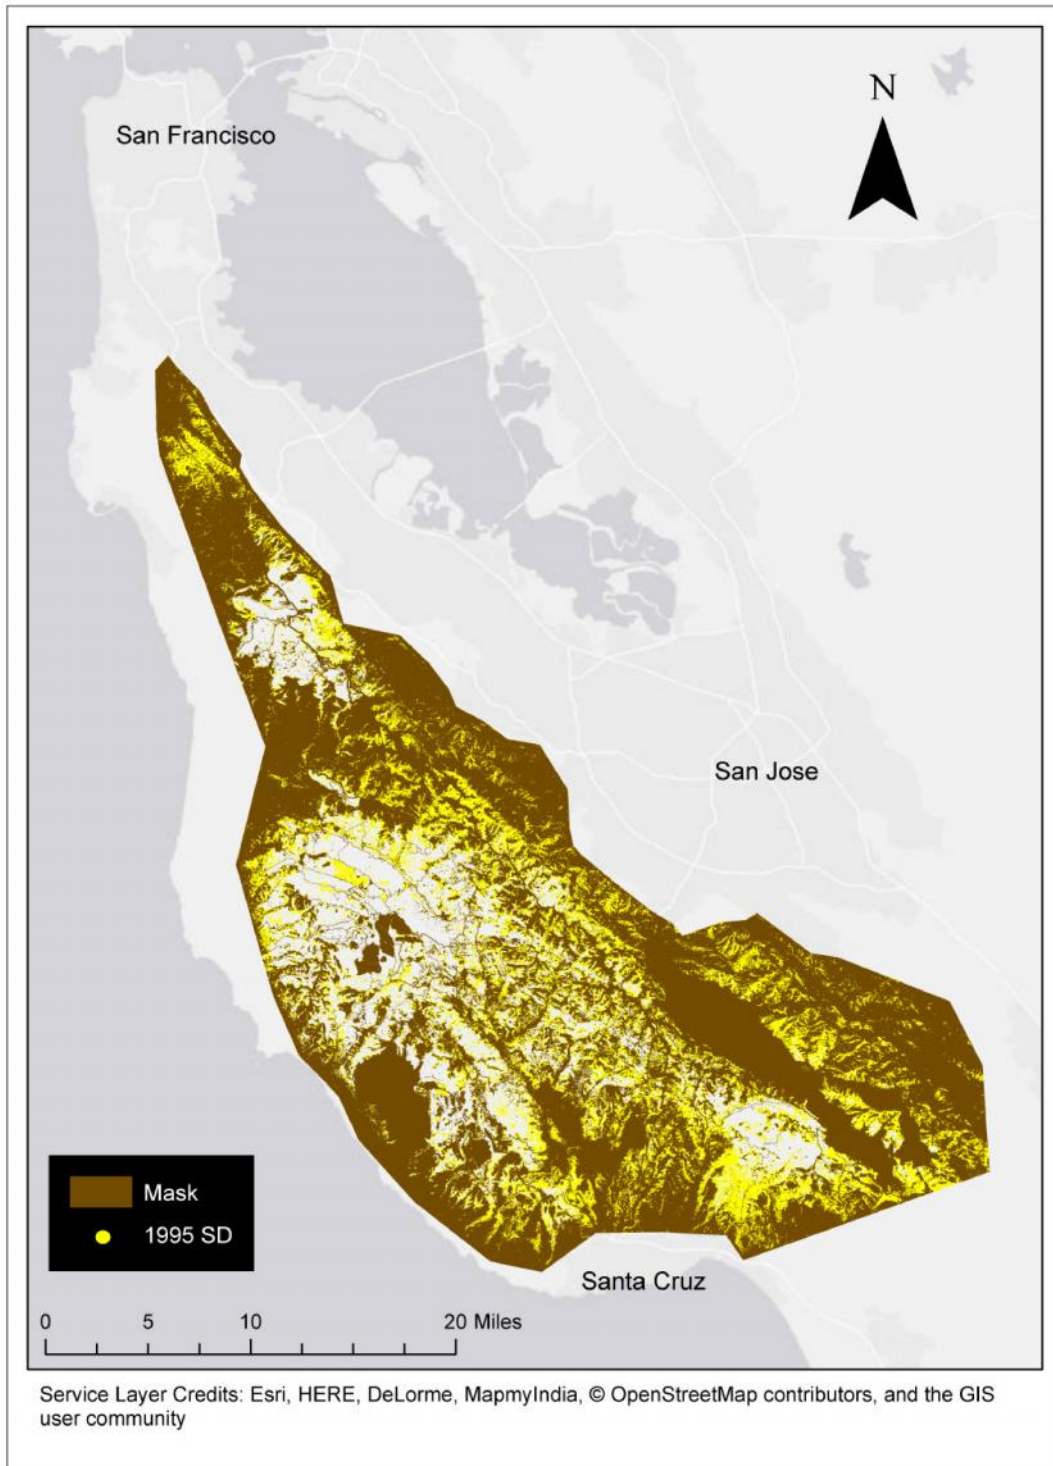 San Francisco
N
San Jose
Mask
1995 SD
Santa Cruz
0 5 10 20 Miles
Service Layer Credits: Esri, HERE, DeLorme, MapmyIndia, © OpenStreetMap contributors, and the GIS
user community